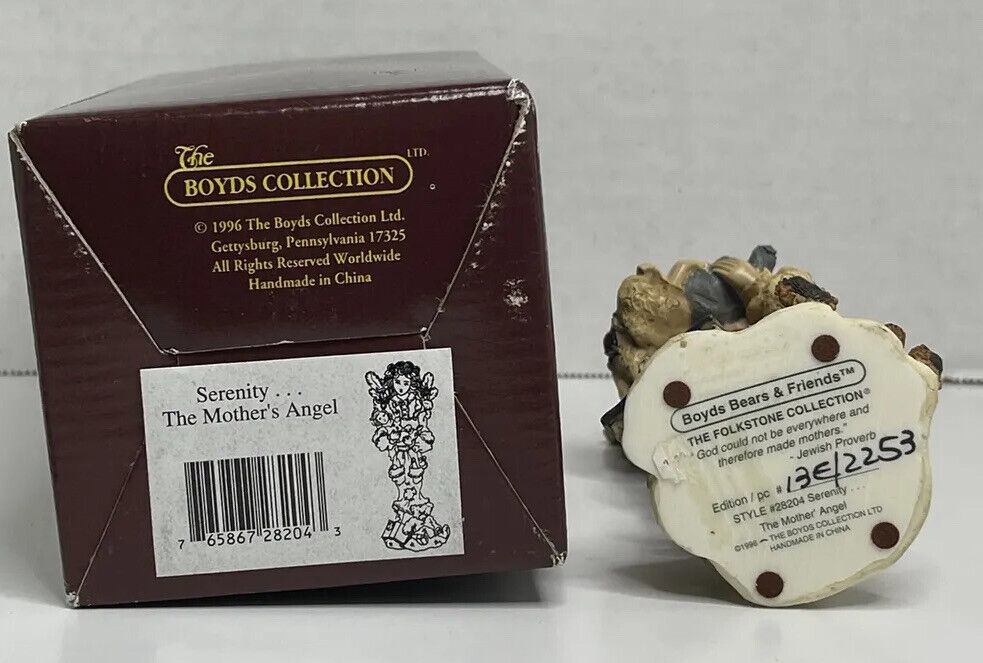 The
BOYDS COLLECTION LTD.
© 1996 The Boyds Collection Ltd.
Gettysburg, Pennsylvania 17325
All Rights Reserved Worldwide
Handmade in China
Serenity . . .
The Mother's Angel
7 65867 28204 3
Boyds Bears & Friends™
THE FOLKSTONE COLLECTION®
God could not be everywhere and
therefore made mothers."
- Jewish Proverb
Edition / pc # 13E/2253
STYLE #28204 Serenity . . .
The Mother' Angel
©1996 THE BOYDS COLLECTION LTD
HANDMADE IN CHINA